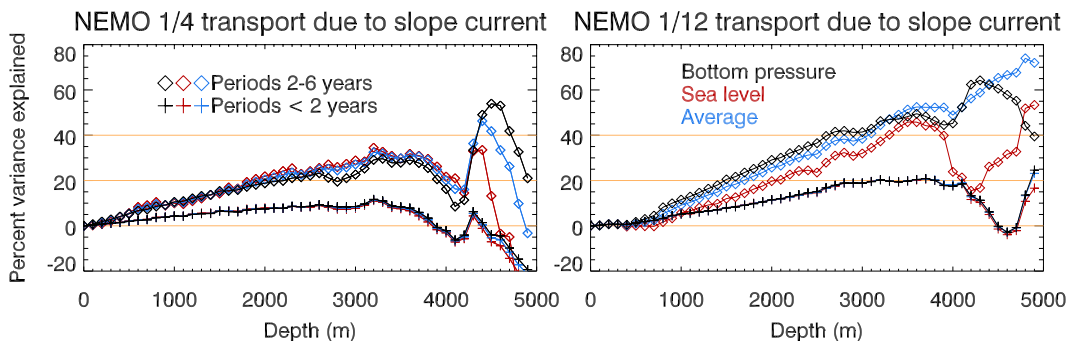 NEMO 1/4 transport due to slope current
NEMO 1/12 transport due to slope current
Percent variance explained
80
60
40
20
0
-20
Periods 2-6 years
Periods < 2 years
0 1000 2000 3000 4000 5000
Depth (m)
80
60
40
20
0
-20
Bottom pressure
Sea level
Average
0 1000 2000 3000 4000 5000
Depth (m)